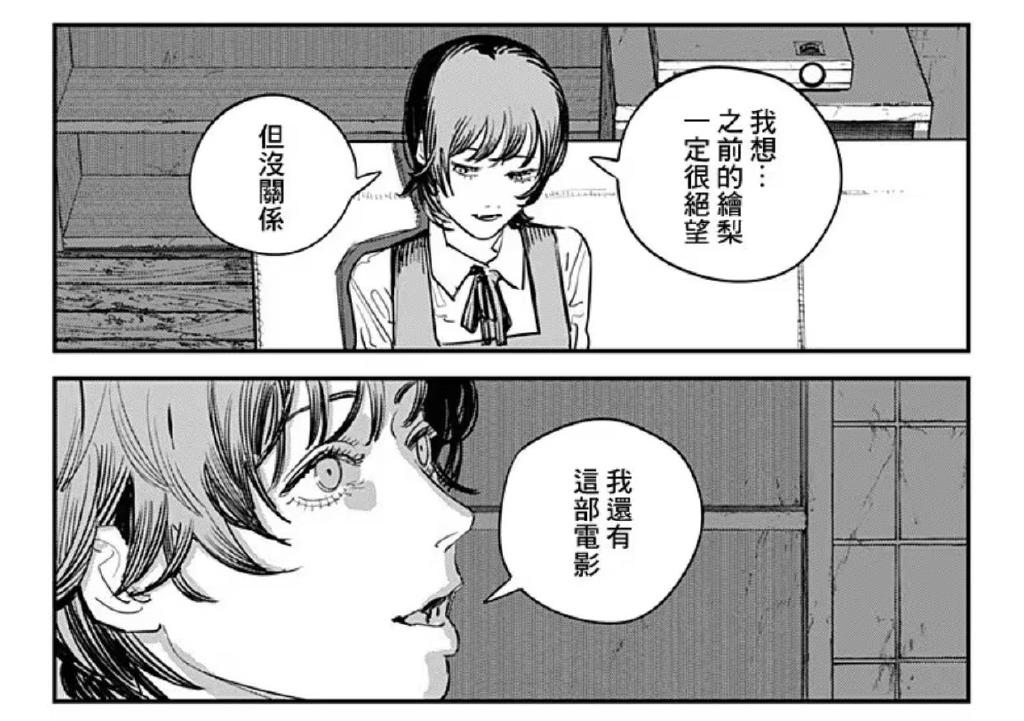 我想…
之前的繪梨
一定很絕望
但沒關係
我還有
這部電影